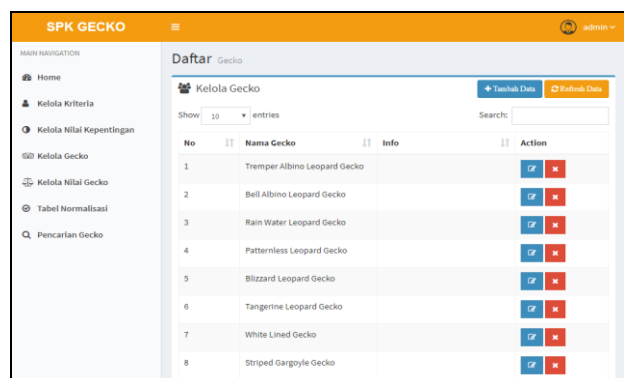 SPK GECKO
admin
MAIN NAVIGATION
Home
Kelola Kriteria
Kelola Nilai Kepentingan
Kelola Gecko
Kelola Nilai Gecko
Tabel Normalisasi
Pencarian Gecko
Daftar Gecko
Kelola Gecko
Tambah Data Refresh Data
Show 10 entries Search:
No Nama Gecko Info Action
1 Tremper Albino Leopard Gecko
2 Bell Albino Leopard Gecko
3 Rain Water Leopard Gecko
4 Patternless Leopard Gecko
5 Blizzard Leopard Gecko
6 Tangerine Leopard Gecko
7 White Lined Gecko
8 Striped Gargoyle Gecko